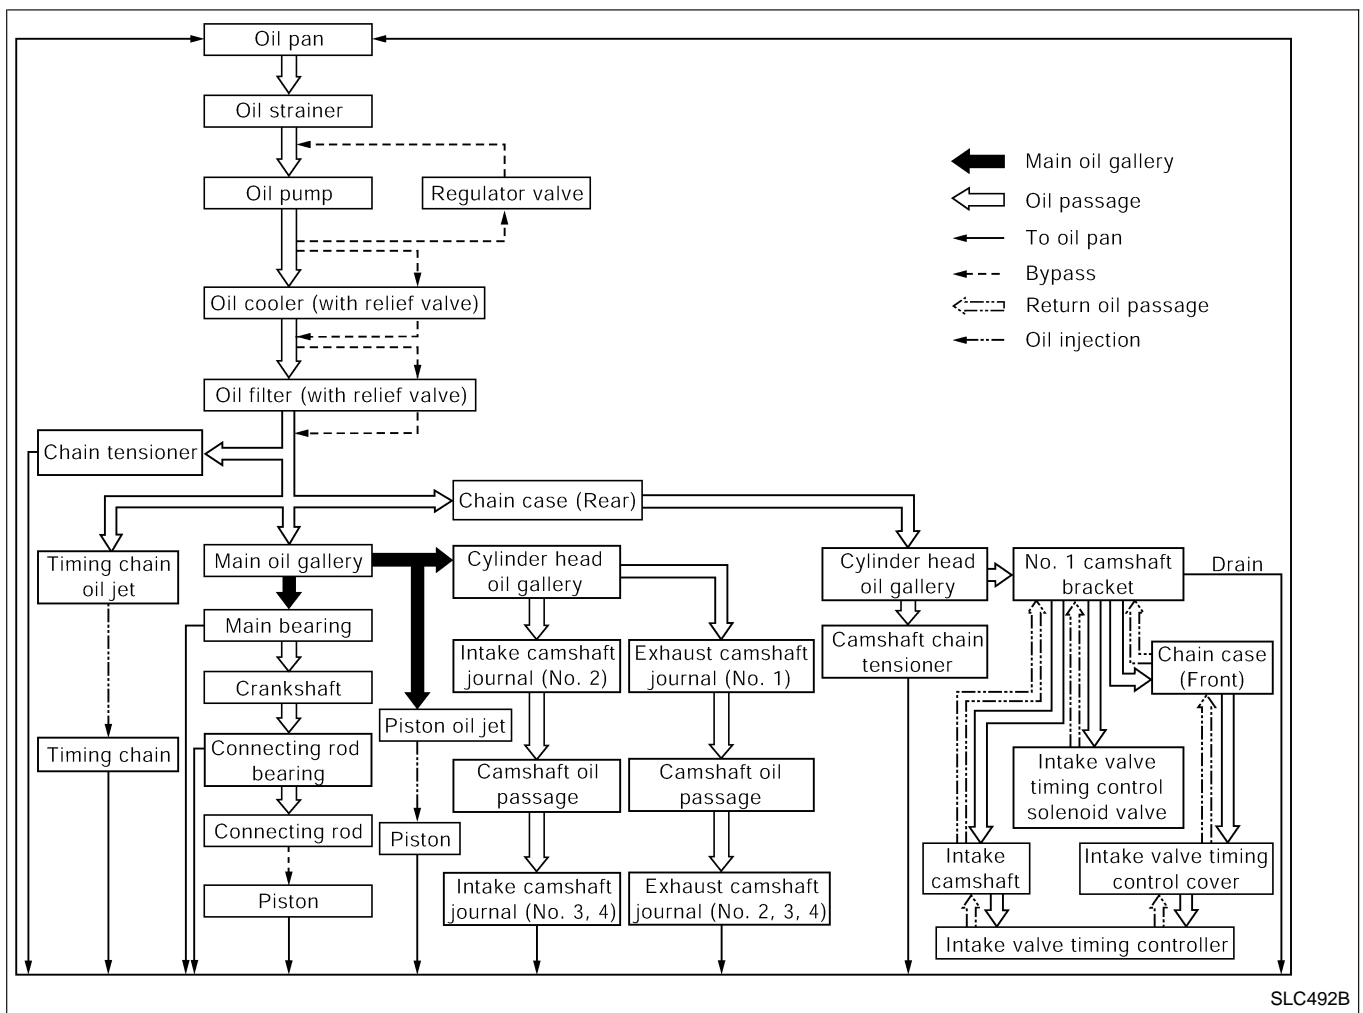 Oil pan
Oil strainer
Oil pump
Regulator valve
Main oil gallery
Oil passage
To oil pan
Bypass
Return oil passage
Oil injection
Oil cooler (with relief valve)
Oil filter (with relief valve)
Chain tensioner
Chain case (Rear)
Timing chain
oil jet
Main oil gallery
Cylinder head
oil gallery
Cylinder head
oil gallery
No. 1 camshaft
bracket
Drain
Main bearing
Intake camshaft
journal (No. 2)
Exhaust camshaft
journal (No. 1)
Camshaft chain
tensioner
Chain case
(Front)
Crankshaft
Piston oil jet
Timing chain
Connecting rod
bearing
Camshaft oil
passage
Camshaft oil
passage
Intake valve
timing control
solenoid valve
Connecting rod
Piston
Intake
camshaft
Intake valve timing
control cover
Piston
Intake camshaft
journal (No. 3, 4)
Exhaust camshaft
journal (No. 2, 3, 4)
Intake valve timing controller
SLC492B